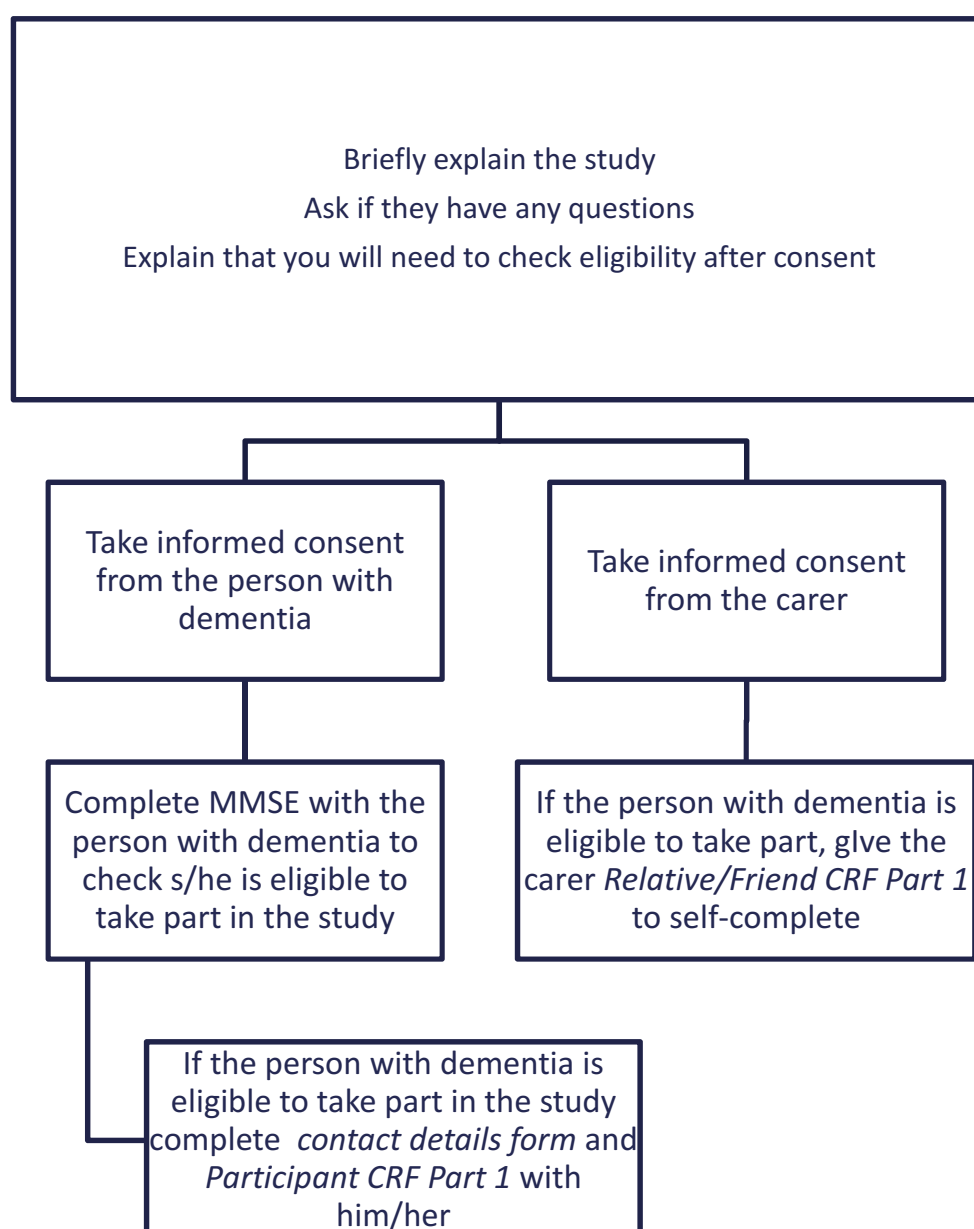 Briefly explain the study
Ask if they have any questions
Explain that you will need to check eligibility after consent
Take informed consent
from the person with
dementia
Take informed consent
from the carer
Complete MMSE with the
person with dementia to
check s/he is eligible to
take part in the study
If the person with dementia is
eligible to take part, gIve the
carer Relative/Friend CRF Part 1
to self-complete
If the person with dementia is
eligible to take part in the study
complete contact details form and
Participant CRF Part 1 with
him/her